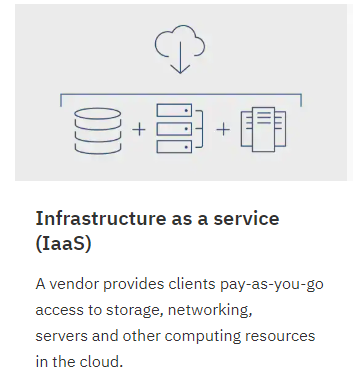 Infrastructure as a service
(IaaS)
A vendor provides clients pay-as-you-go
access to storage, networking,
servers and other computing resources
in the cloud.